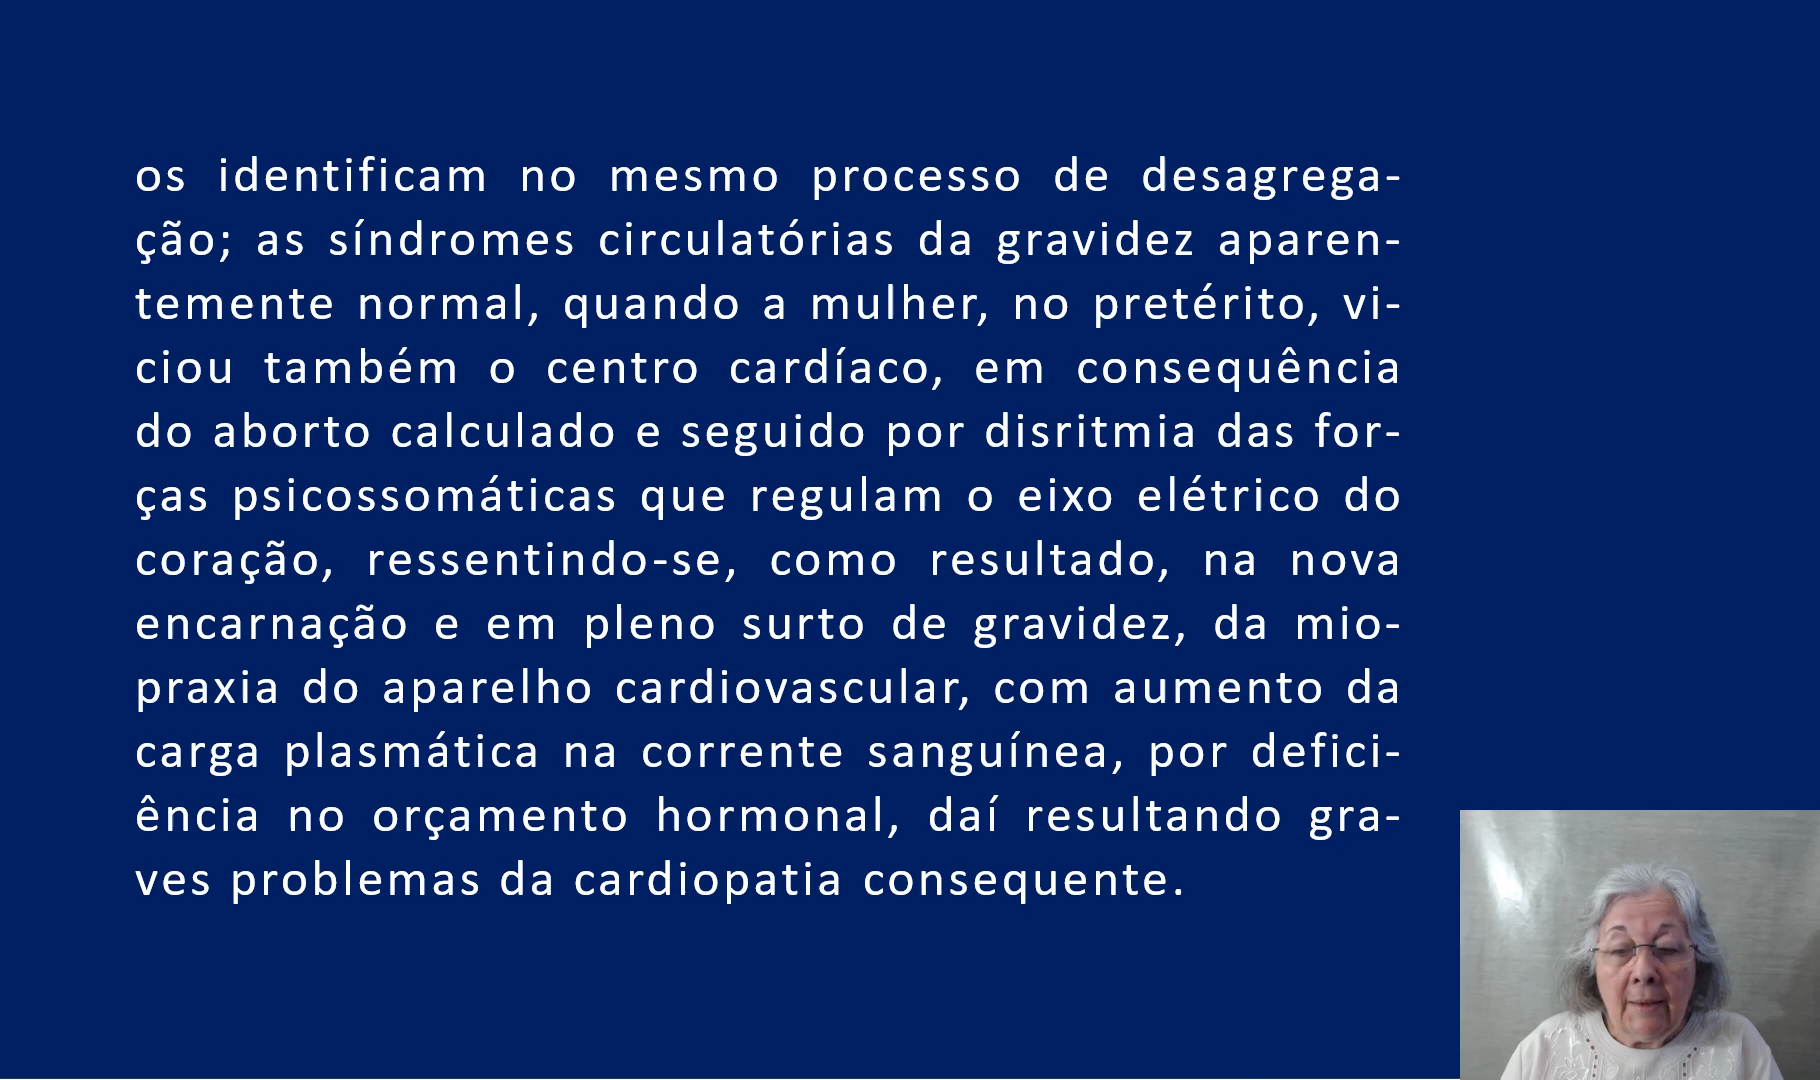 os identificam no mesmo processo de desagrega-
ção; as síndromes circulatórias da gravidez aparen-
temente normal, quando a mulher, no pretérito, vi-
ciou também o centro cardíaco, em consequência
do aborto calculado e seguido por disritmia das for-
ças psicossomáticas que regulam o eixo elétrico do
coração, ressentindo-se, como resultado, na nova
encarnação e em pleno surto de gravidez, da mio-
praxia do aparelho cardiovascular, com aumento da
carga plasmática na corrente sanguínea, por defici-
ência no orçamento hormonal, daí resultando gra-
ves problemas da cardiopatia consequente.